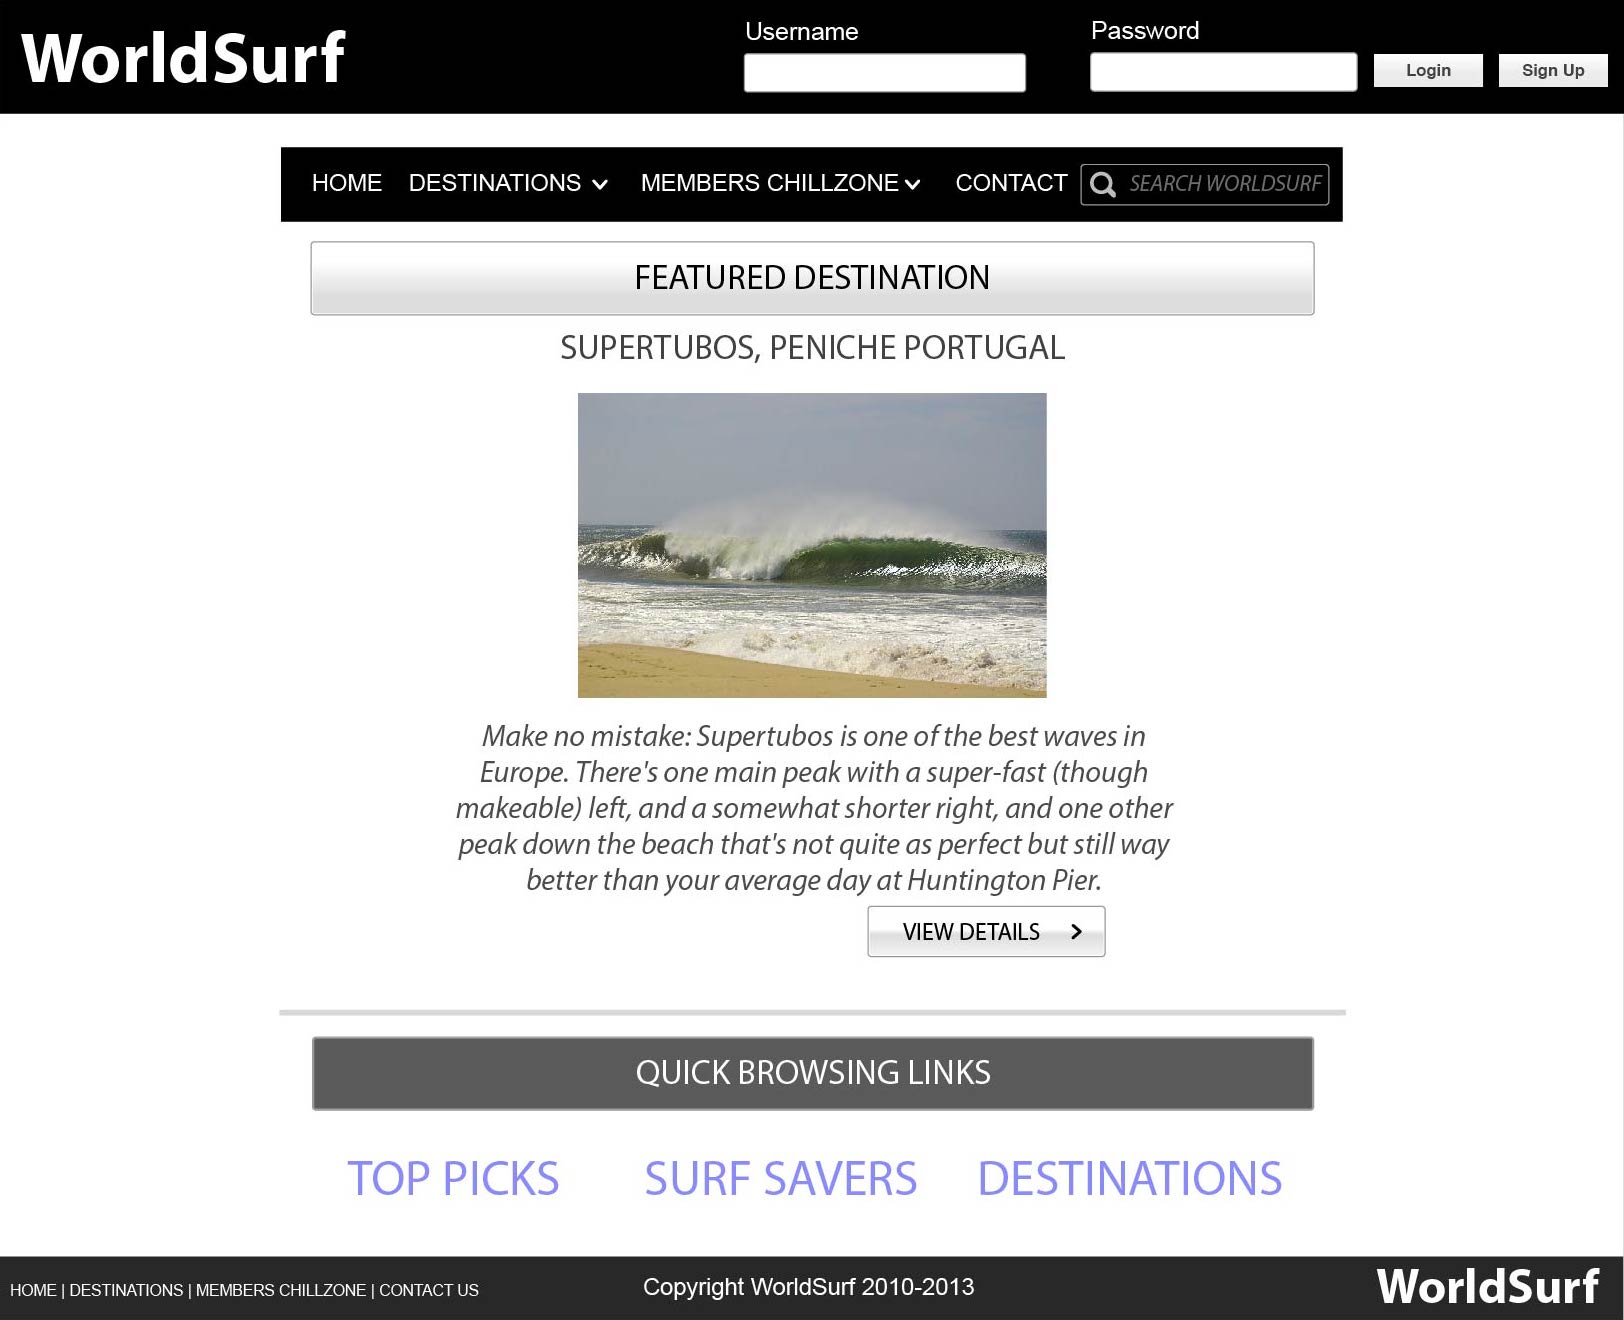 WorldSurf
Username
Password
Login
Sign Up
HOME
DESTINATIONS
MEMBERS CHILLZONE
CONTACT
SEARCH WORLDSURF
FEATURED DESTINATION
SUPERTUBOS, PENICHE PORTUGAL
Make no mistake: Supertubos is one of the best waves in
Europe. There's one main peak with a super-fast (though
makeable) left, and a somewhat shorter right, and one other
peak down the beach that's not quite as perfect but still way
better than your average day at Huntington Pier.
VIEW DETAILS
QUICK BROWSING LINKS
TOP PICKS
SURF SAVERS
DESTINATIONS
HOME | DESTINATIONS | MEMBERS CHILLZONE | CONTACT US
Copyright WorldSurf 2010-2013
WorldSurf